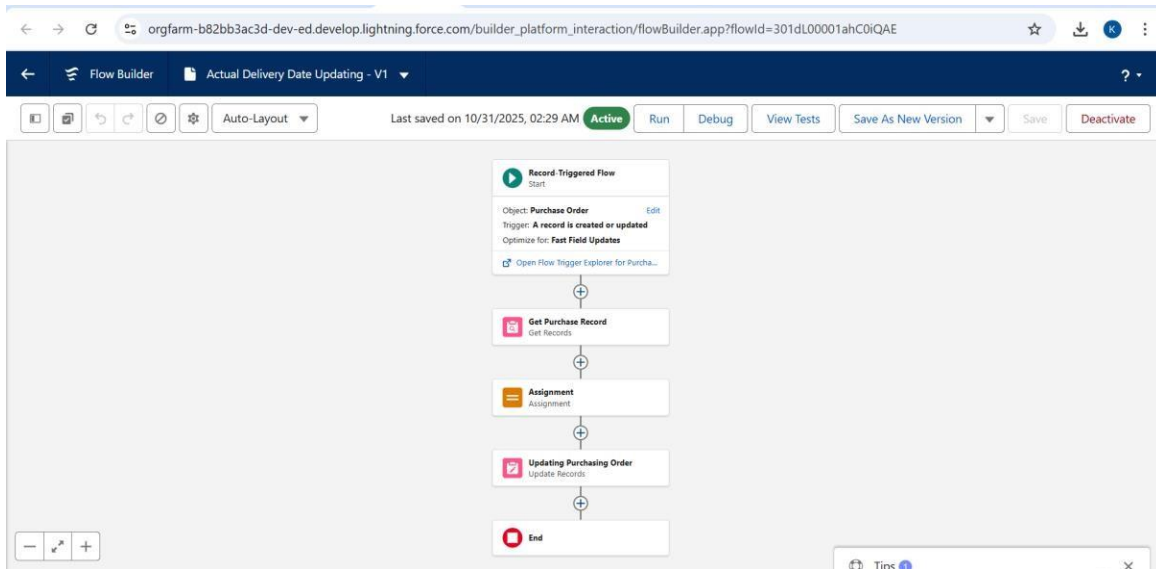 orgfarm-b82bb3ac3d-dev-ed.develop.lightning.force.com/builder_platform_interaction/flowBuilder.app?flowId=301dL00001ahC0iQAE
K
Flow Builder
Actual Delivery Date Updating - V1
?
Auto-Layout
Last saved on 10/31/2025, 02:29 AM Active Run Debug View Tests Save As New Version Save Deactivate
Record-Triggered Flow
Start
Object: Purchase Order Edit
Trigger: A record is created or updated
Optimize for: Fast Field Updates
Open Flow Trigger Explorer for Purcha...
Get Purchase Record
Get Records
Assignment
Assignment
Updating Purchasing Order
Update Records
End
Tips 1